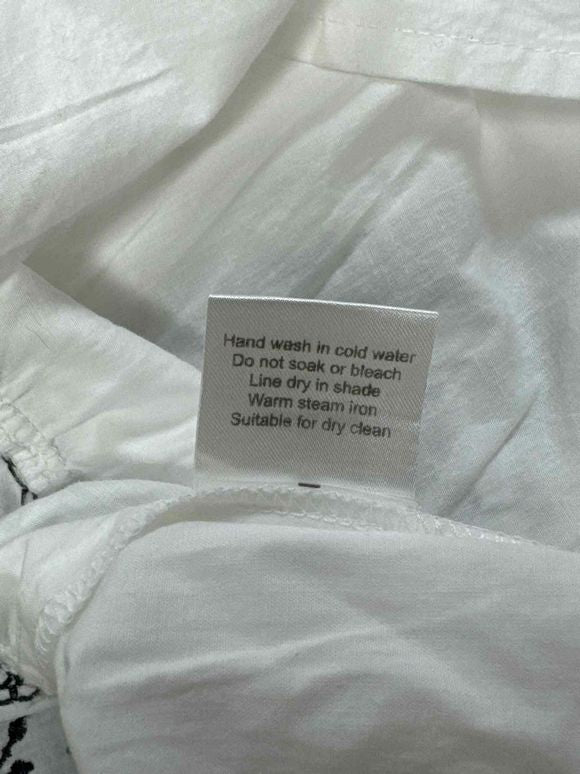 Hand wash in cold water
Do not soak or bleach
Line dry in shade
Warm steam iron
Suitable for dry clean